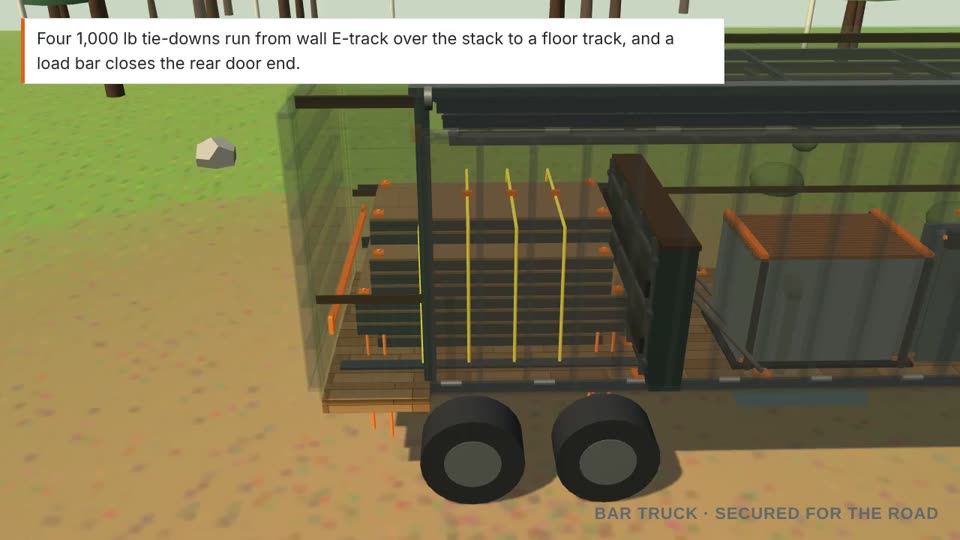 Four 1,000 lb tie-downs run from wall E-track over the stack to a floor track, and a
load bar closes the rear door end.
BAR TRUCK · SECURED FOR THE ROAD